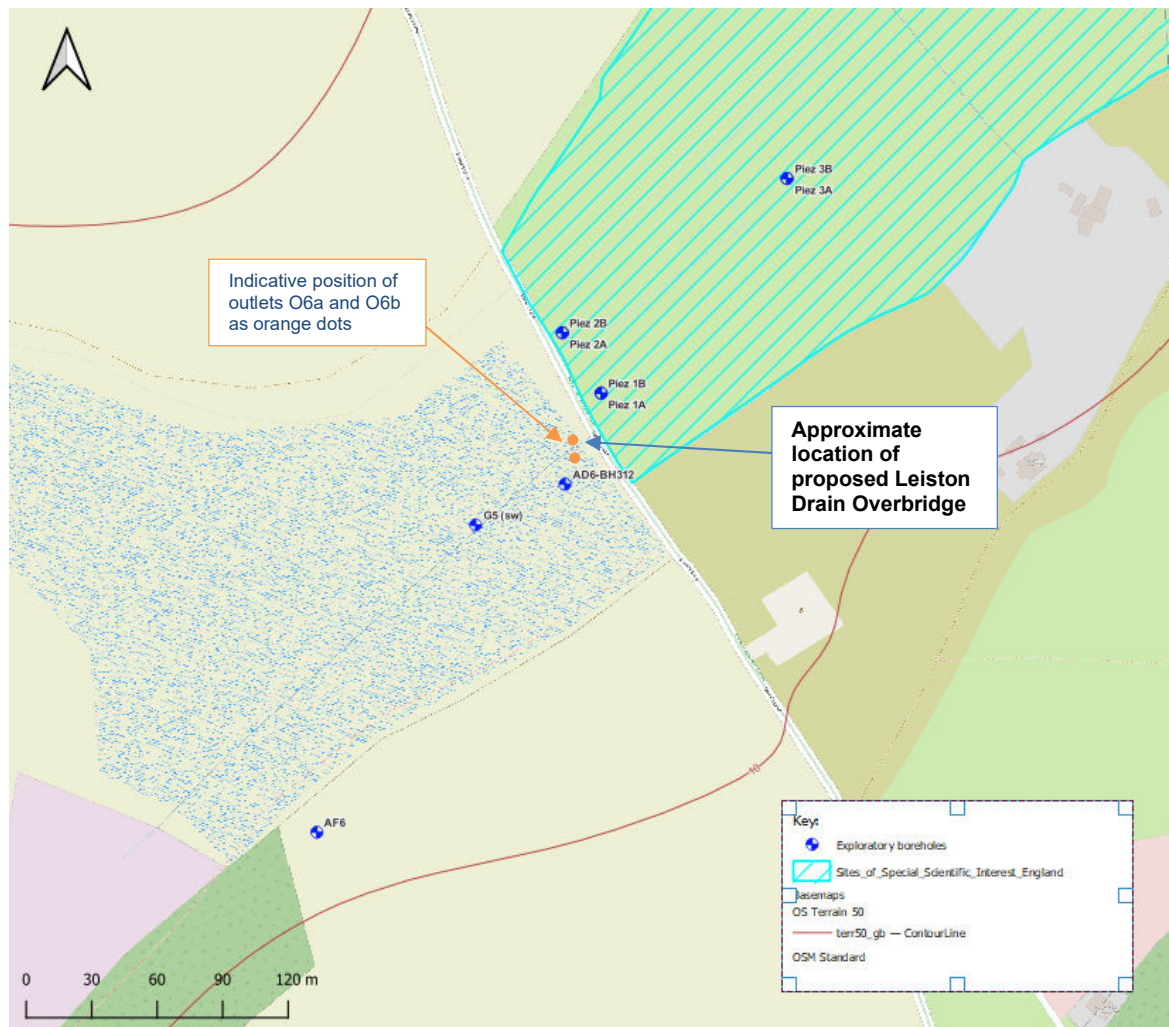 Piez 3B
Piez 3A
Indicative position of
outlets O6a and O6b
as orange dots
Piez 2B
Piez 2A
Piez 1B
Piez 1A
Approximate
location of
proposed Leiston
Drain Overbridge
AD6-BH312
G5 (sw)
10
AF6
Key:
Exploratory boreholes
Sites_of_Special_Scientific_Interest_England
Basemaps
OS Terrain 50
terr50_gb — ContourLine
OSM Standard
0 30 60 90 120 m